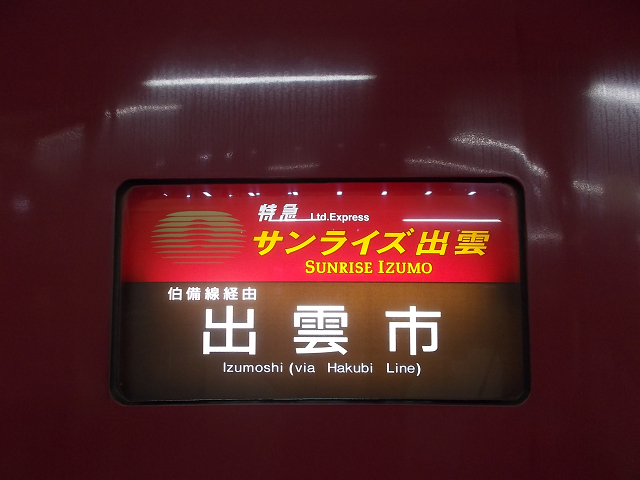 特急 Ltd.Express
サンライズ出雲
SUNRISE IZUMO
伯備線経由
出雲市
Izumoshi (via Hakubi Line)